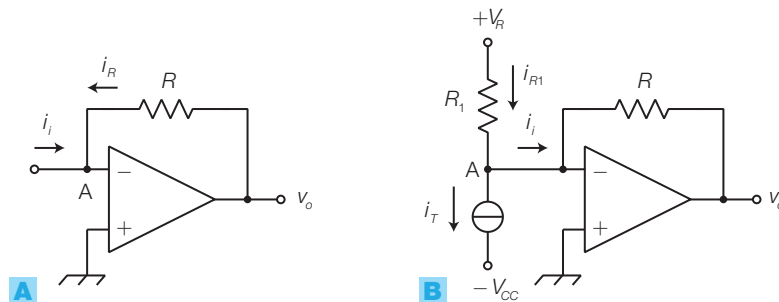 i_R
R
i_i
A
−
+
v_o
A
+V_R
R_1
i_R1
R
A
i_i
−
+
v_o
i_T
−V_CC
B